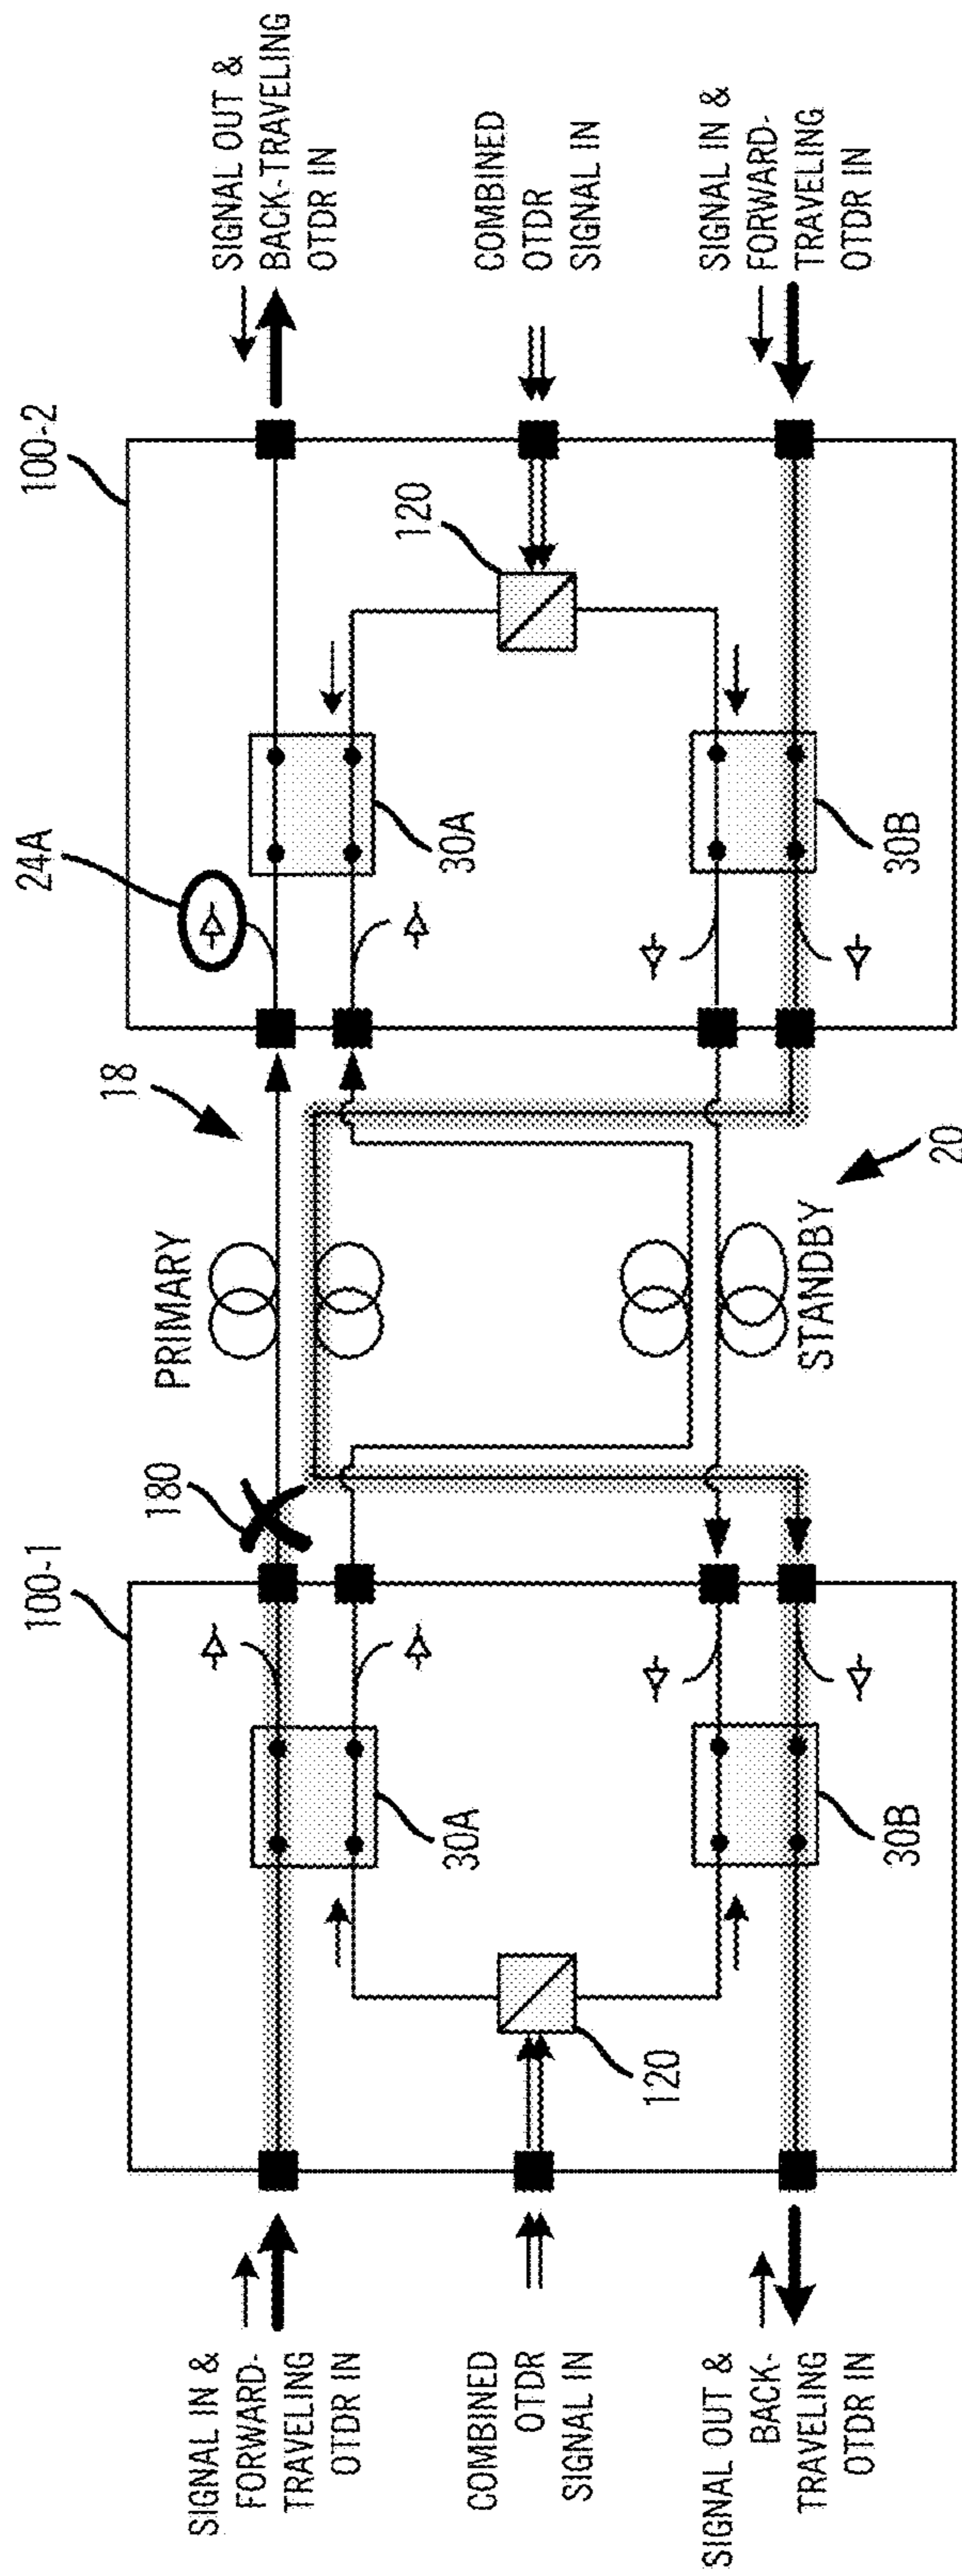 SIGNAL IN &
FORWARD-
TRAVELING
OTDR IN
COMBINED
OTDR
SIGNAL IN
SIGNAL OUT &
BACK-
TRAVELING
OTDR IN
100-1
30A
120
30B
180
PRIMARY
18
STANDBY
20
100-2
24A
30A
120
30B
SIGNAL OUT &
BACK-TRAVELING
OTDR IN
COMBINED
OTDR
SIGNAL IN
SIGNAL IN &
FORWARD-
TRAVELING
OTDR IN